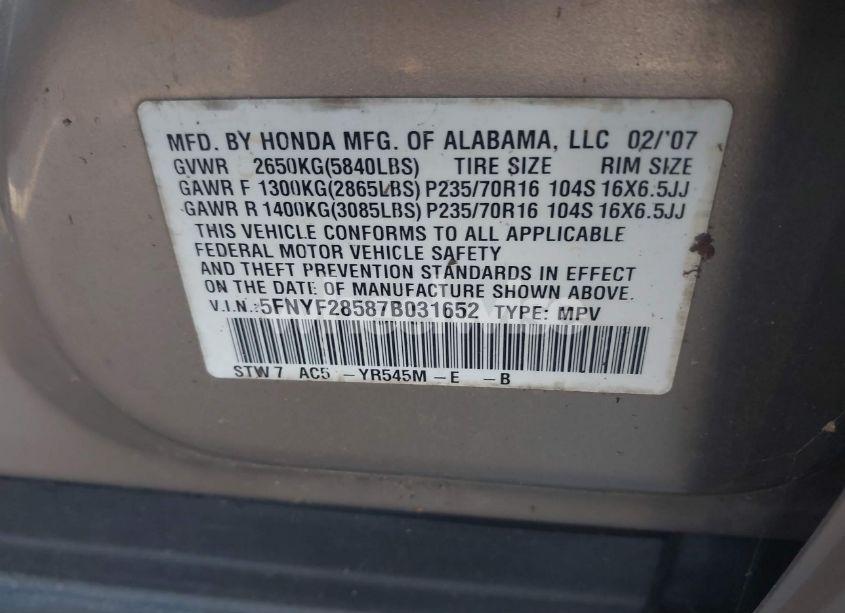 MFD. BY HONDA MFG. OF ALABAMA, LLC 02/'07
GVWR 2650KG(5840LBS) TIRE SIZE RIM SIZE
GAWR F 1300KG(2865LBS) P235/70R16 104S 16X6.5JJ
GAWR R 1400KG(3085LBS) P235/70R16 104S 16X6.5JJ
THIS VEHICLE CONFORMS TO ALL APPLICABLE
FEDERAL MOTOR VEHICLE SAFETY
AND THEFT PREVENTION STANDARDS IN EFFECT
ON THE DATE OF MANUFACTURE SHOWN ABOVE.
V.I.N.:5FNYF28587B031652 TYPE: MPV
STW7 AC5 -YR545M-E -B